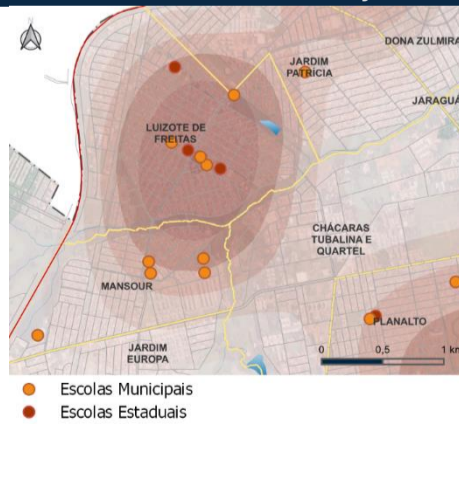 DONA ZULMIRA
JARDIM
PATRÍCIA
JARAGUÁ
LUIZOTE DE
FREITAS
CHÁCARAS
TUBALINA E
QUARTEL
MANSOUR
PLANALTO
JARDIM
EUROPA
0 0,5 1 km
Escolas Municipais
Escolas Estaduais